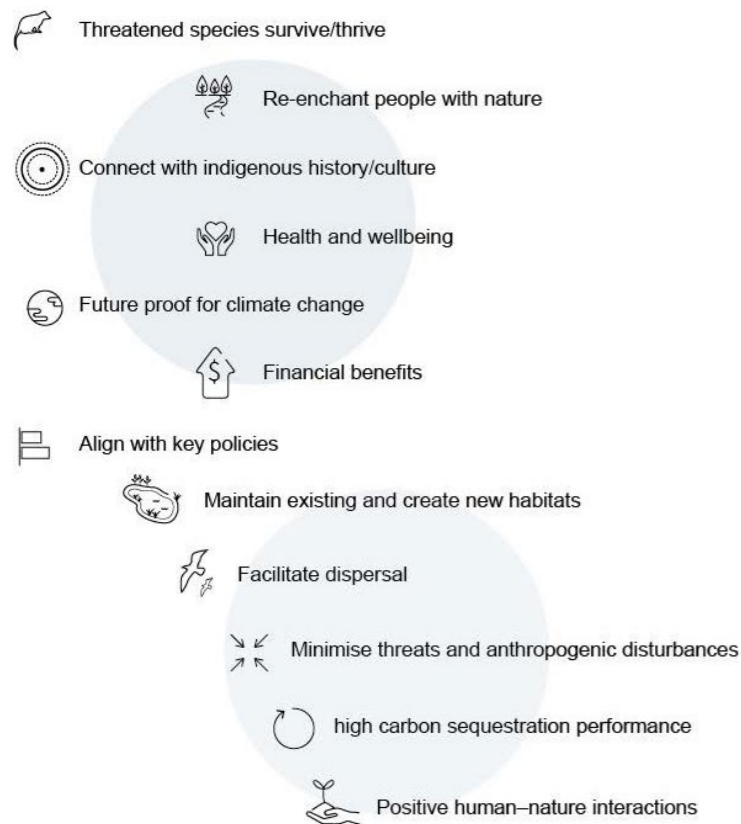 Threatened species survive/thrive
Re-enchant people with nature
Connect with indigenous history/culture
Health and wellbeing
Future proof for climate change
$
Financial benefits
Align with key policies
Maintain existing and create new habitats
Facilitate dispersal
Minimise threats and anthropogenic disturbances
high carbon sequestration performance
Positive human–nature interactions